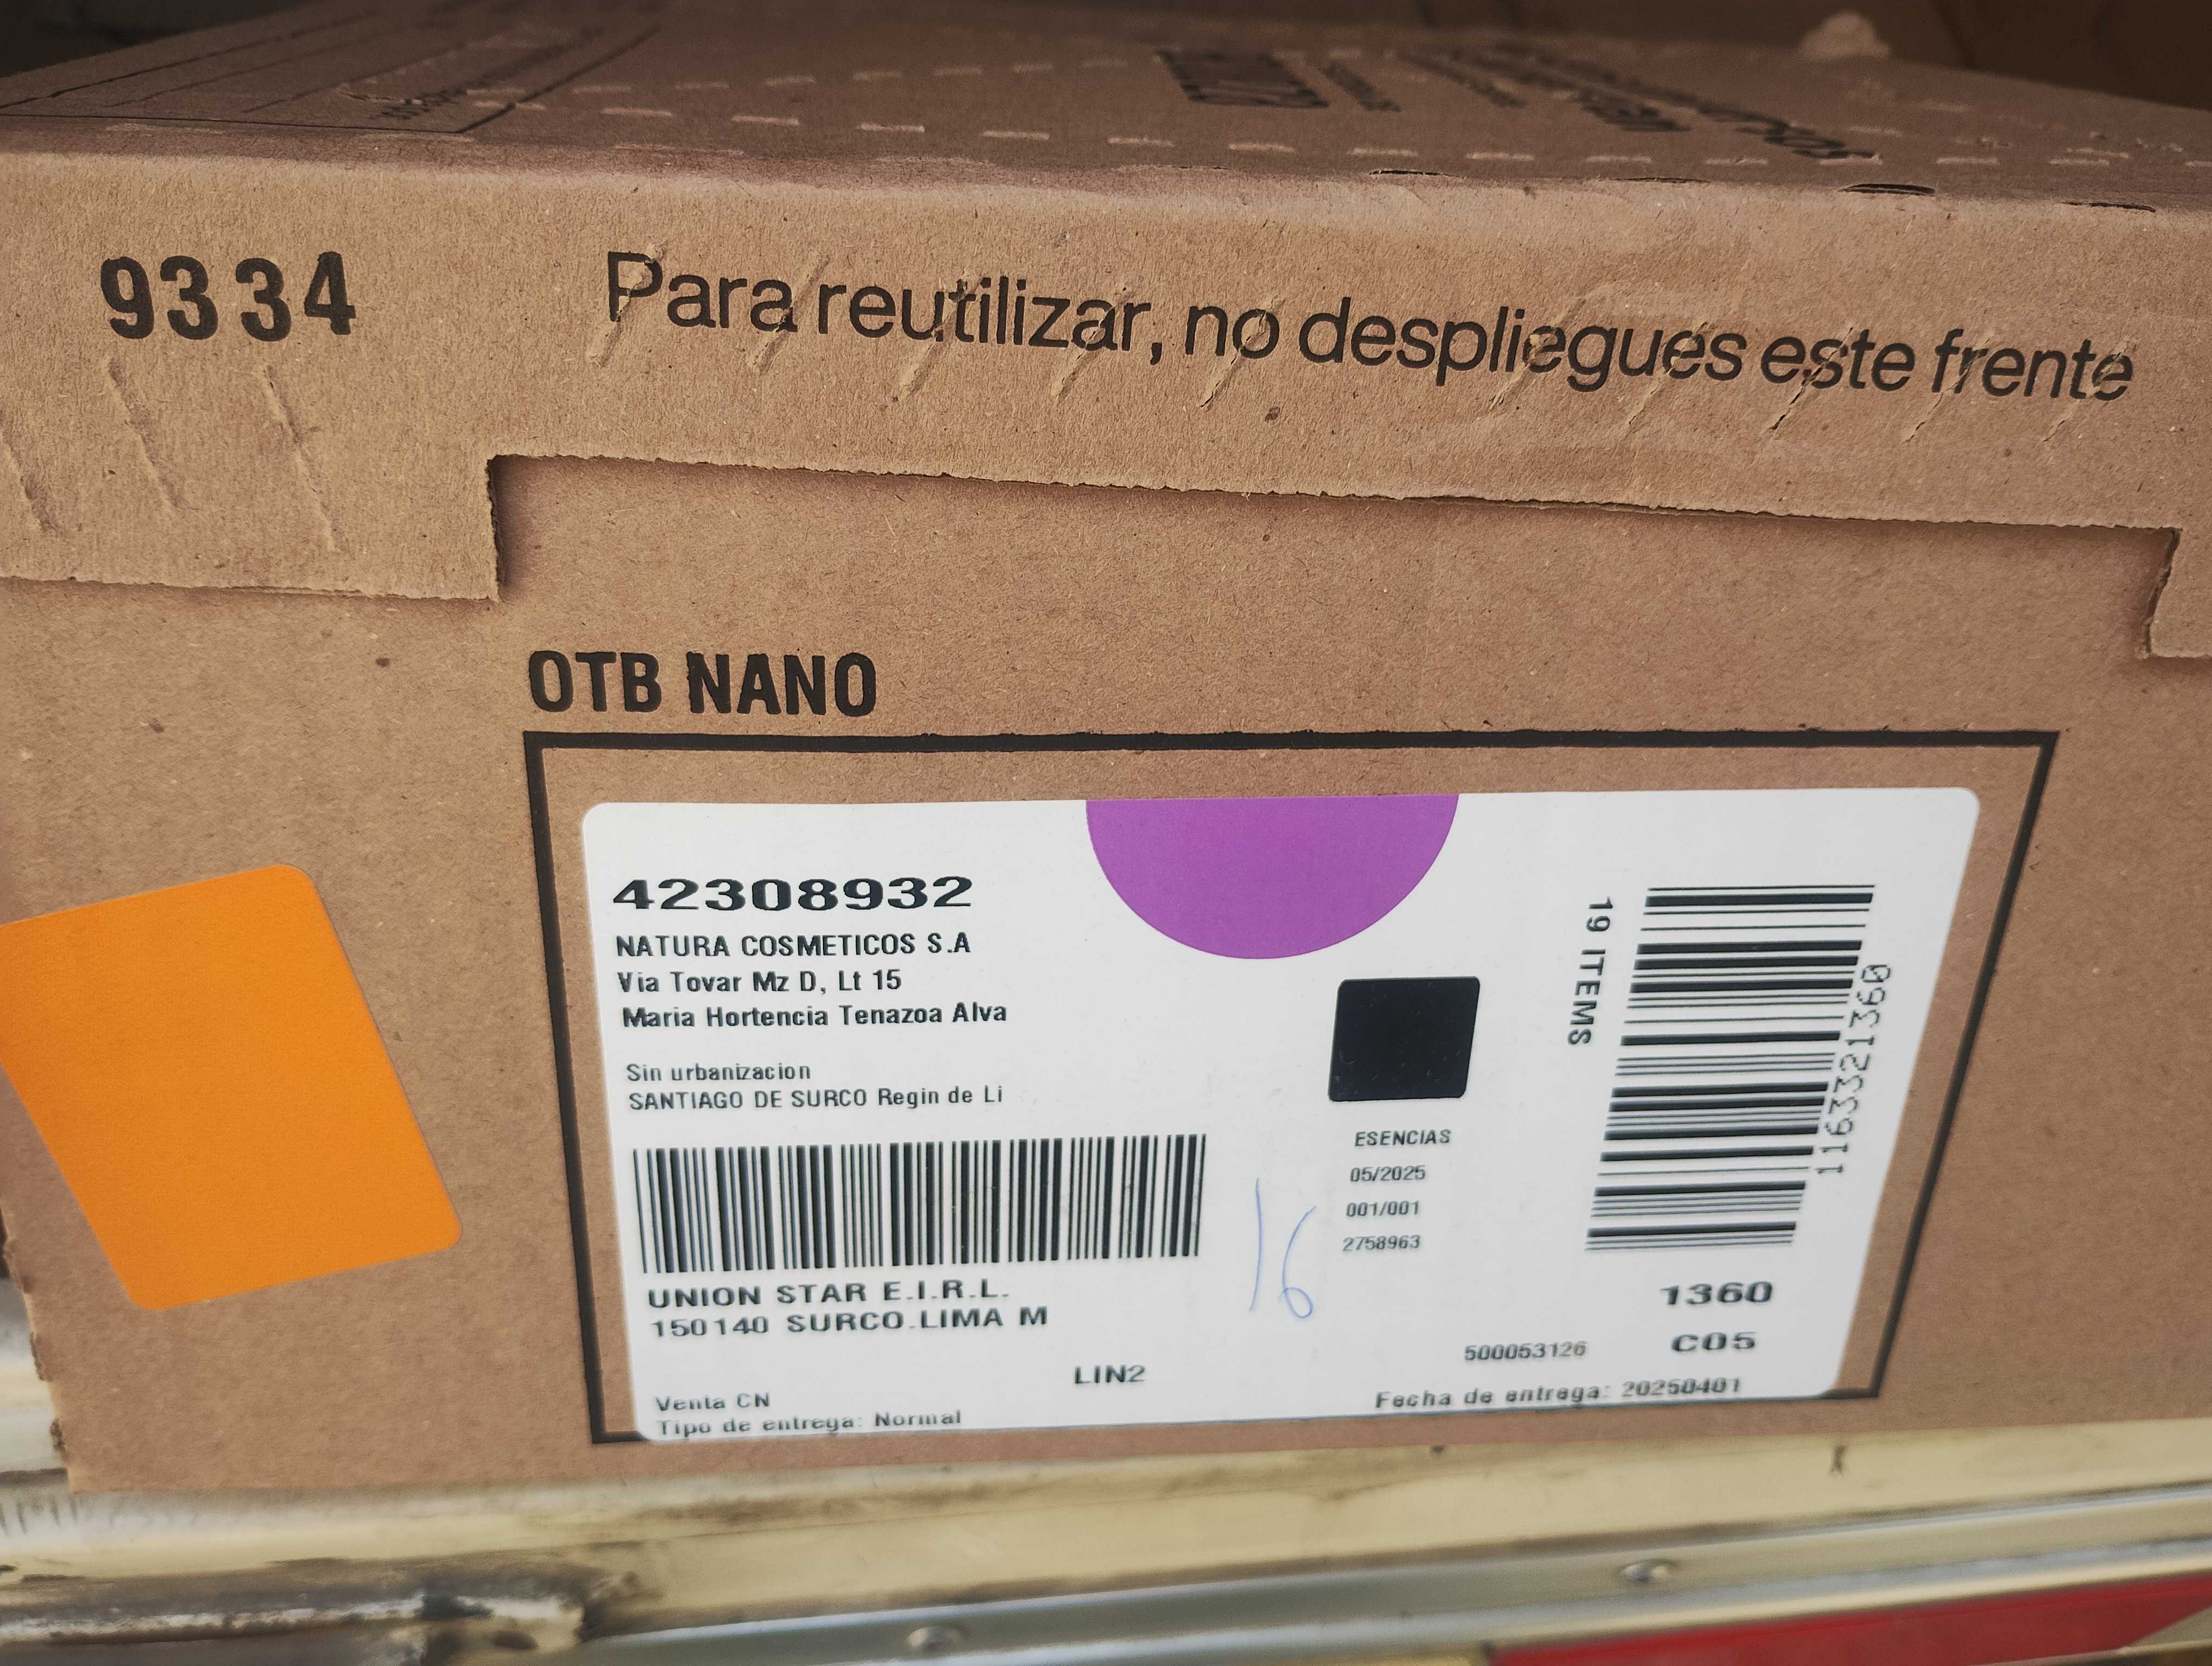 9334
Para reutilizar, no despliegues este frente
OTB NANO
42308932
NATURA COSMETICOS S.A
Via Tovar Mz D, Lt 15
Maria Hortencia Tenazoa Alva
Sin urbanizacion
SANTIAGO DE SURCO Regin de Li
UNION STAR E.I.R.L.
150140 SURCO.LIMA M
LIN2
Venta CN
Tipo de entrega: Normal
16
ESENCIAS
05/2025
001/001
2758963
19 ITEMS
1163321360
1360
C05
500053126
Fecha de entrega: 20250401